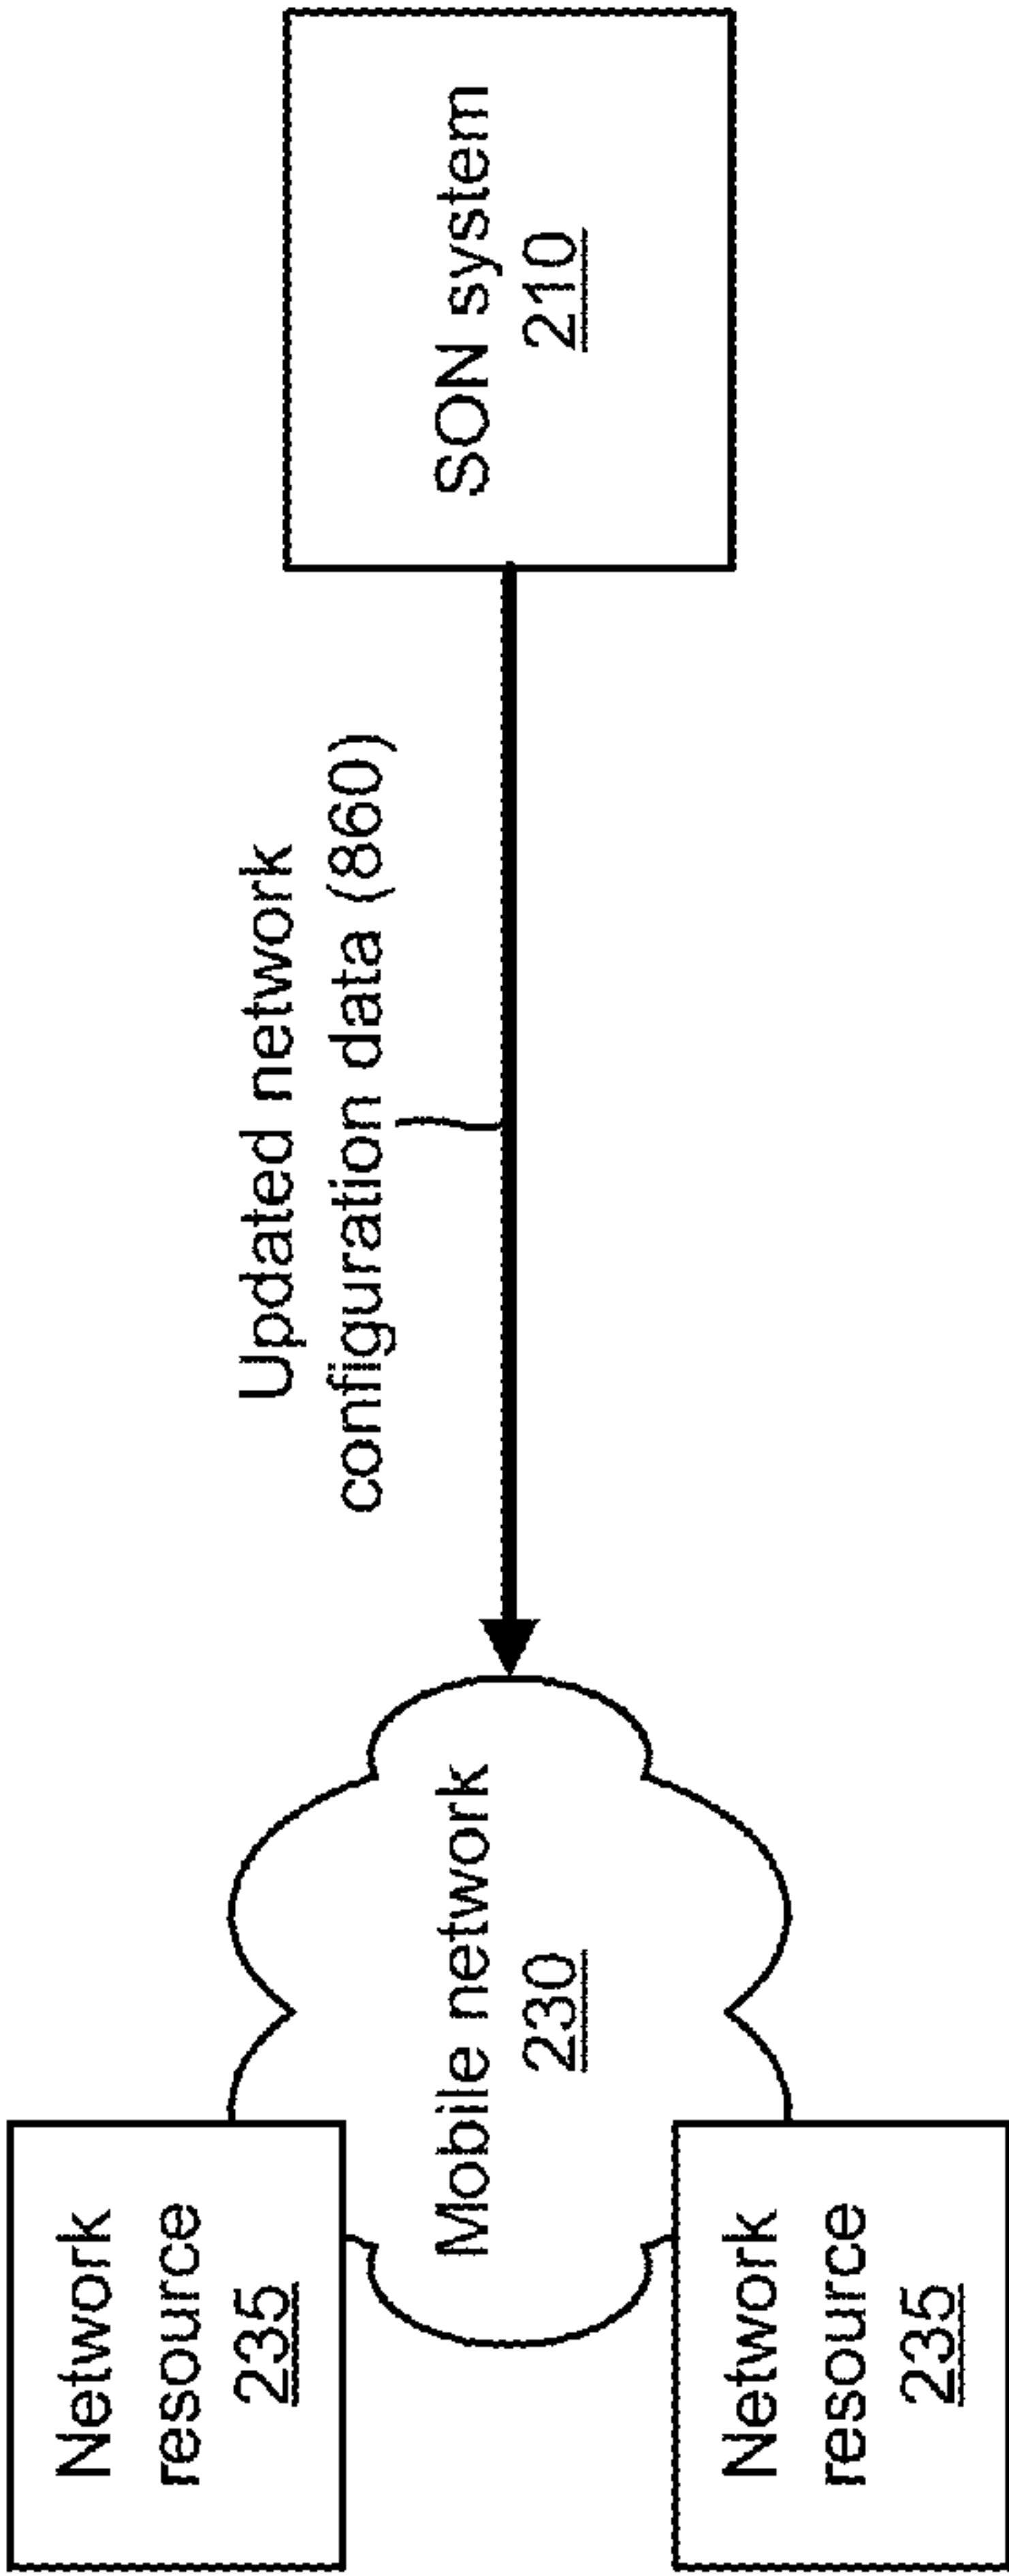 Network
resource
235
Network
resource
235
Mobile network
230
Updated network
configuration data (860)
SON system
210